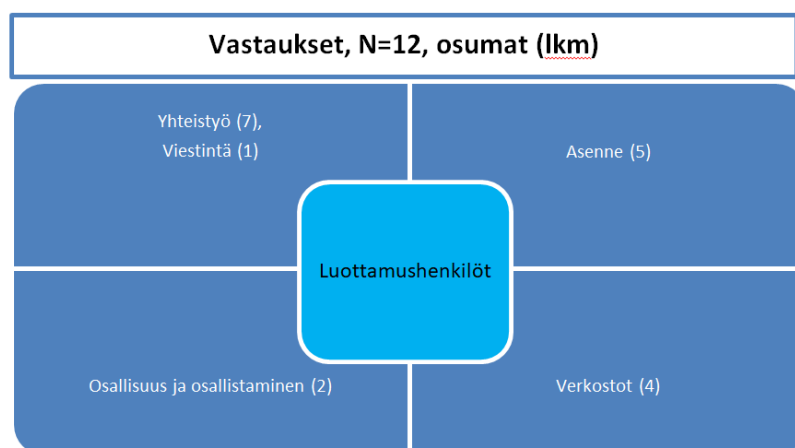 Vastaukset, N=12, osumat (lkm)
Yhteistyö (7),
Viestintä (1)
Asenne (5)
Luottamushenkilöt
Osallisuus ja osallistaminen (2)
Verkostot (4)